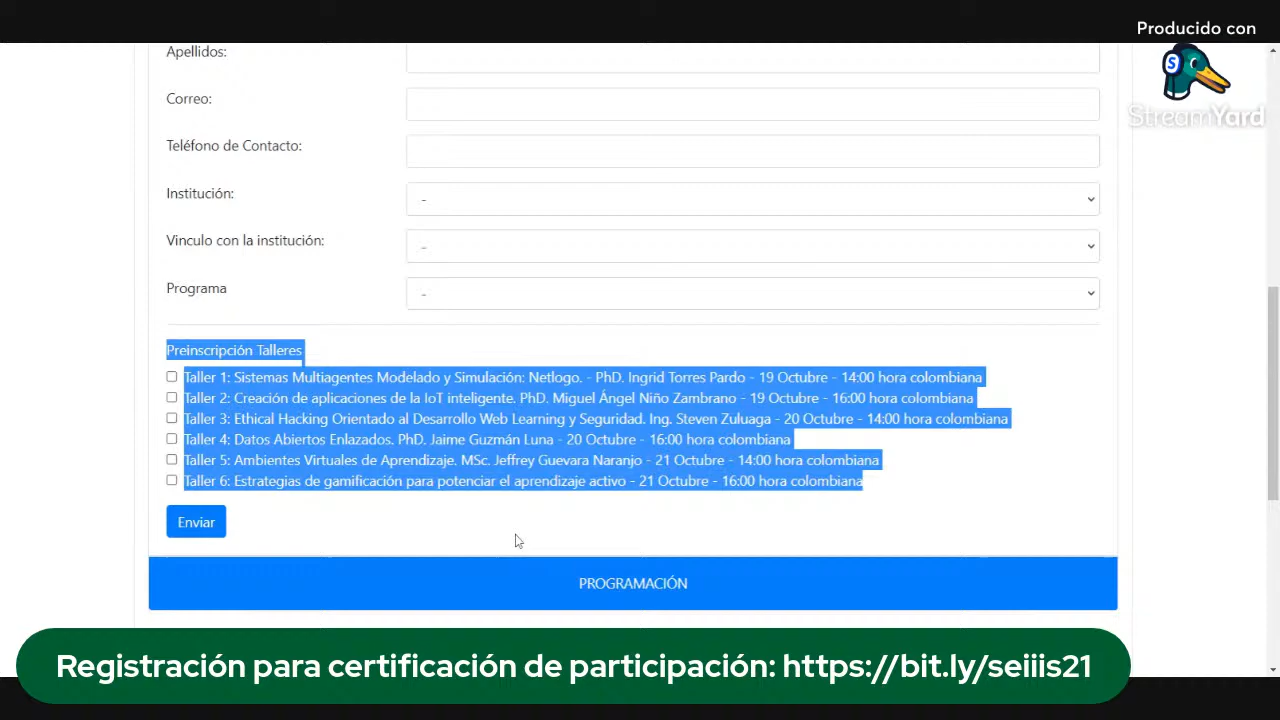 Producido con
S
StreamYard
Apellidos:
Correo:
Teléfono de Contacto:
Institución:
-
Vinculo con la institución:
-
Programa
-
Preinscripción Talleres
Taller 1: Sistemas Multiagentes Modelado y Simulación: Netlogo. - PhD. Ingrid Torres Pardo - 19 Octubre - 14:00 hora colombiana
Taller 2: Creación de aplicaciones de la IoT inteligente. PhD. Miguel Ángel Niño Zambrano - 19 Octubre - 16:00 hora colombiana
Taller 3: Ethical Hacking Orientado al Desarrollo Web Learning y Seguridad. Ing. Steven Zuluaga - 20 Octubre - 14:00 hora colombiana
Taller 4: Datos Abiertos Enlazados. PhD. Jaime Guzmán Luna - 20 Octubre - 16:00 hora colombiana
Taller 5: Ambientes Virtuales de Aprendizaje. MSc. Jeffrey Guevara Naranjo - 21 Octubre - 14:00 hora colombiana
Taller 6: Estrategias de gamificación para potenciar el aprendizaje activo - 21 Octubre - 16:00 hora colombiana
Enviar
PROGRAMACIÓN
Registración para certificación de participación: https://bit.ly/seiiis21